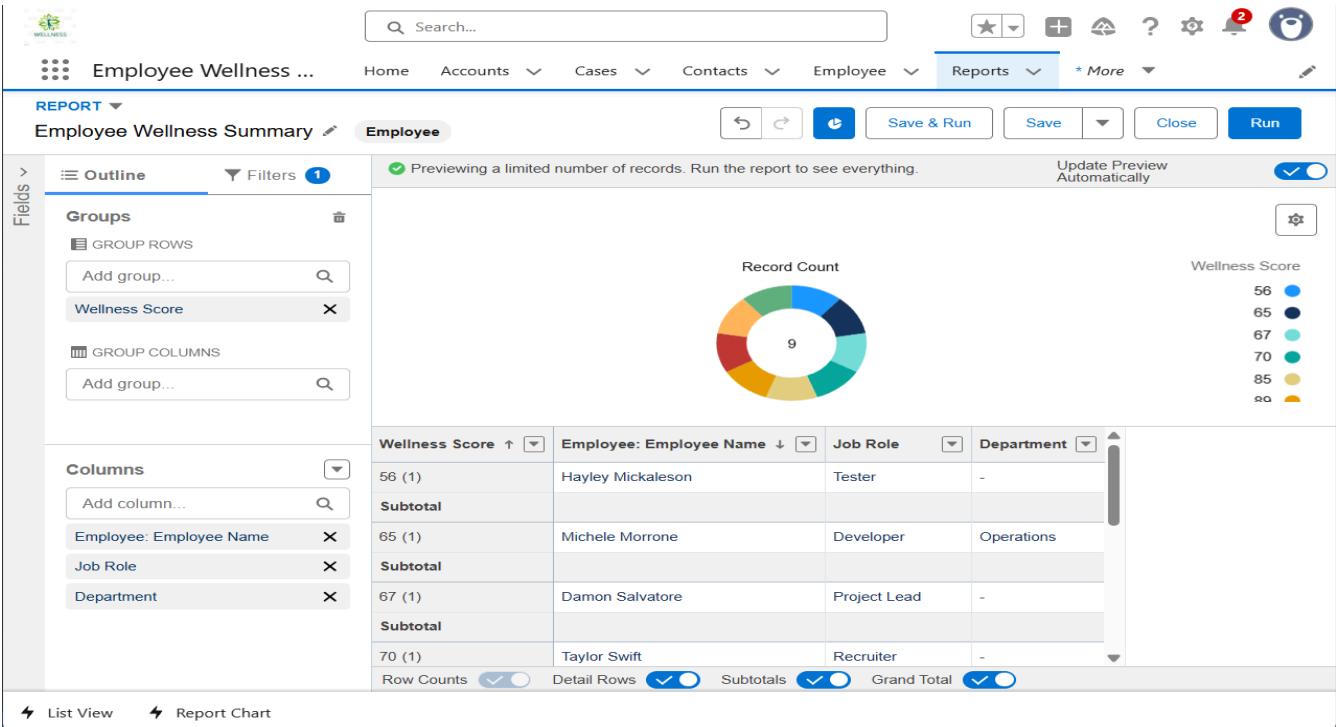 WELLNESS
Search...
2
Employee Wellness ...
Home Accounts Cases Contacts Employee Reports * More
REPORT
Employee Wellness Summary Employee
Save & Run Save Close Run
Fields
Outline Filters 1
Previewing a limited number of records. Run the report to see everything.
Update Preview
Automatically
Groups
GROUP ROWS
Add group...
Wellness Score
GROUP COLUMNS
Add group...
Columns
Add column...
Employee: Employee Name
Job Role
Department
Record Count
9
Wellness Score
56
65
67
70
85
89
Wellness Score Employee: Employee Name Job Role Department
56 (1) Hayley Mickaleson Tester -
Subtotal
65 (1) Michele Morrone Developer Operations
Subtotal
67 (1) Damon Salvatore Project Lead -
Subtotal
70 (1) Taylor Swift Recruiter -
Row Counts Detail Rows Subtotals Grand Total
List View Report Chart